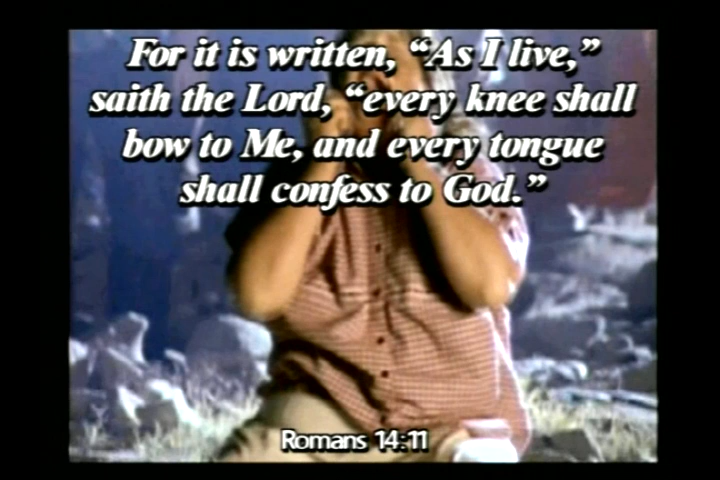 For it is written, “As I live,”
saith the Lord, “every knee shall
bow to Me, and every tongue
shall confess to God.”
Romans 14:11